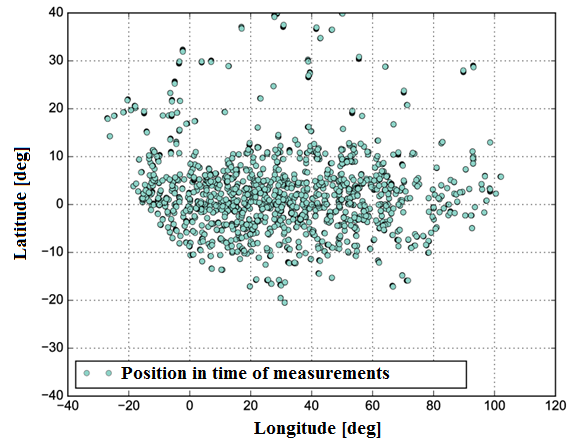 40
30
20
10
0
−10
−20
−30
−40
Latitude [deg]
Position in time of measurements
−40 −20 0 20 40 60 80 100 120
Longitude [deg]